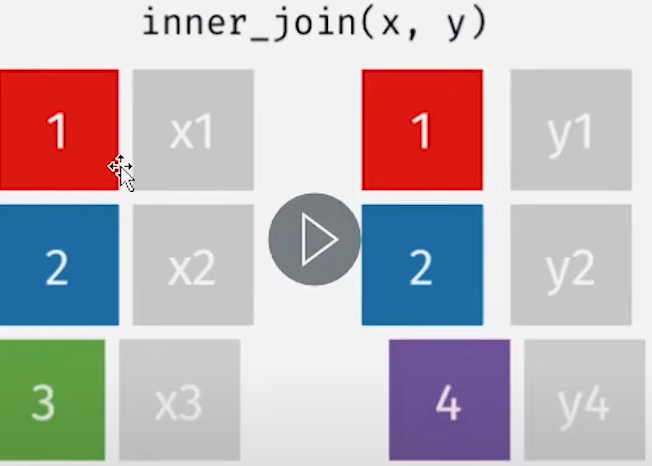 inner_join(x, y)
1 x1 1 y1
2 x2 2 y2
3 x3 4 y4